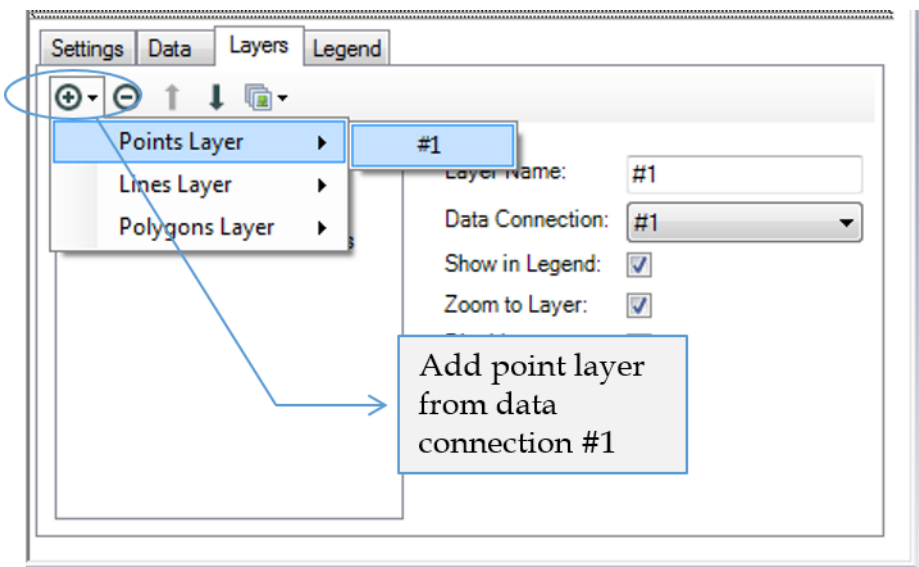 Settings Data Layers Legend
Points Layer #1
Lines Layer
Polygons Layer
Layer Name: #1
Data Connection: #1
Show in Legend:
Zoom to Layer:
Add point layer
from data
connection #1